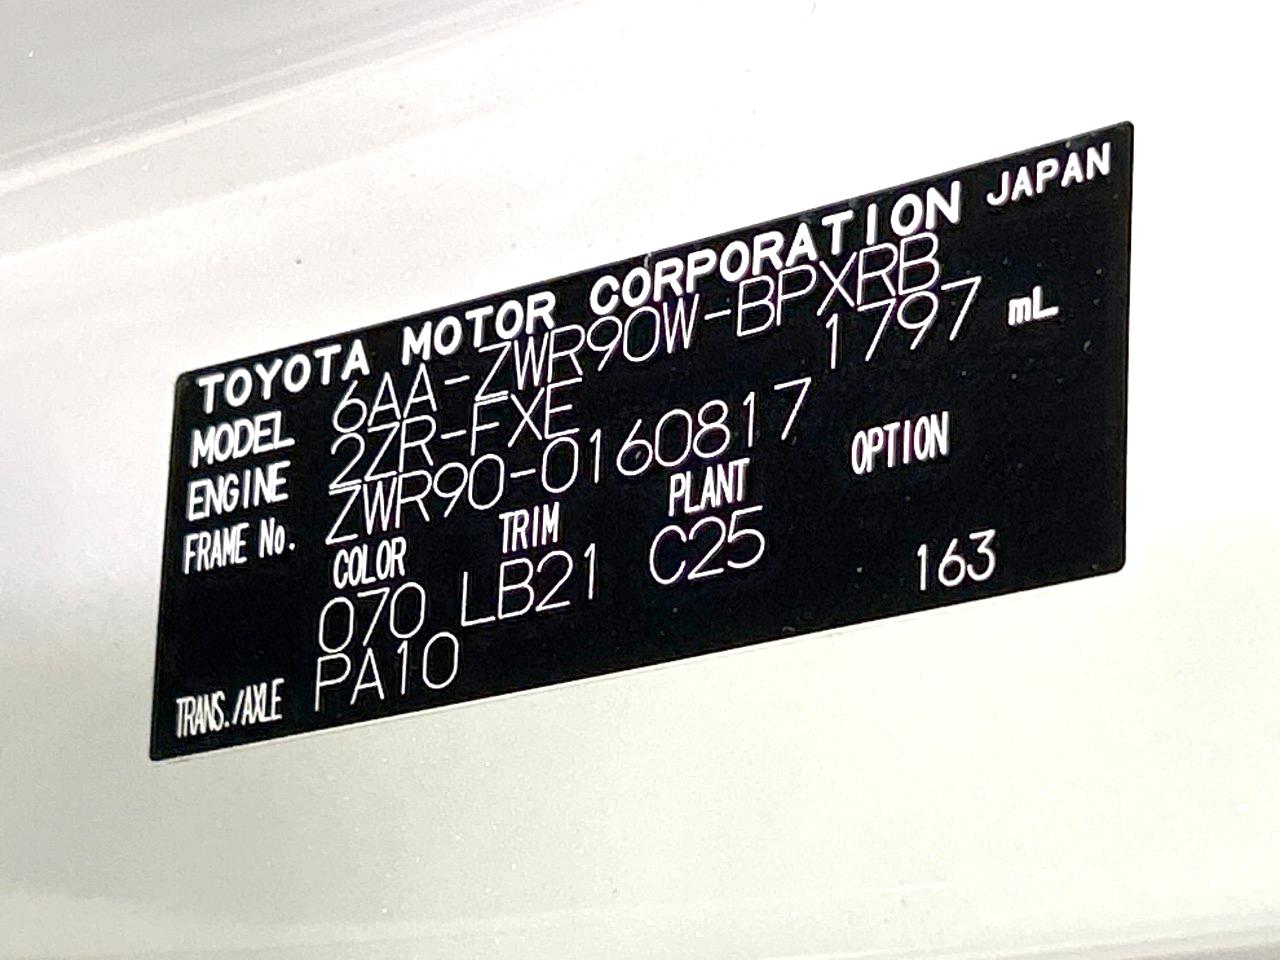 TOYOTA MOTOR CORPORATION JAPAN
MODEL 6AA-ZWR90W-BPXRB
ENGINE 2ZR-FXE 1797 mL
FRAME No. ZWR90-0160817
COLOR TRIM PLANT OPTION
070 LB21 C25 163
TRANS./AXLE PA10